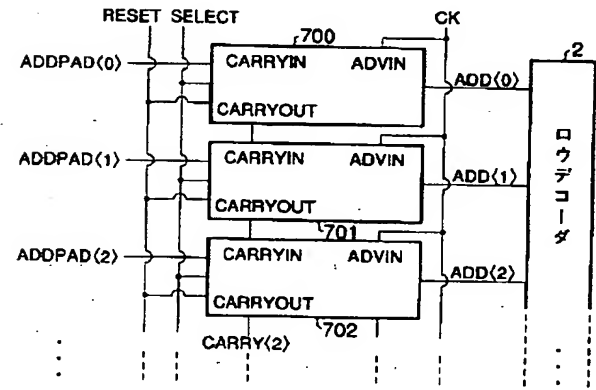 RESET SELECT
CK
700
2
ADDPAD⟨0⟩
CARRYIN ADVIN
ADD⟨0⟩
CARRYOUT
ADDPAD⟨1⟩
CARRYIN ADVIN
ADD⟨1⟩
CARRYOUT
701
ADDPAD⟨2⟩
CARRYIN ADVIN
ADD⟨2⟩
CARRYOUT
702
CARRY⟨2⟩
ロウデコーダ